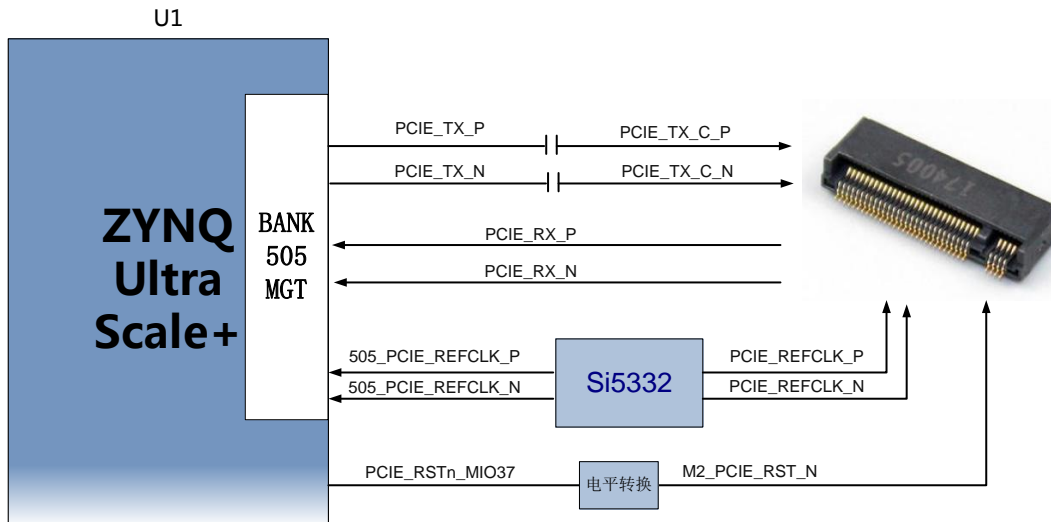 U1
PCIE_TX_P
PCIE_TX_C_P
PCIE_TX_N
PCIE_TX_C_N
174005
ZYNQ
Ultra
Scale+
BANK
505
MGT
PCIE_RX_P
PCIE_RX_N
505_PCIE_REFCLK_P
505_PCIE_REFCLK_N
Si5332
PCIE_REFCLK_P
PCIE_REFCLK_N
PCIE_RSTn_MIO37
电平转换
M2_PCIE_RST_N